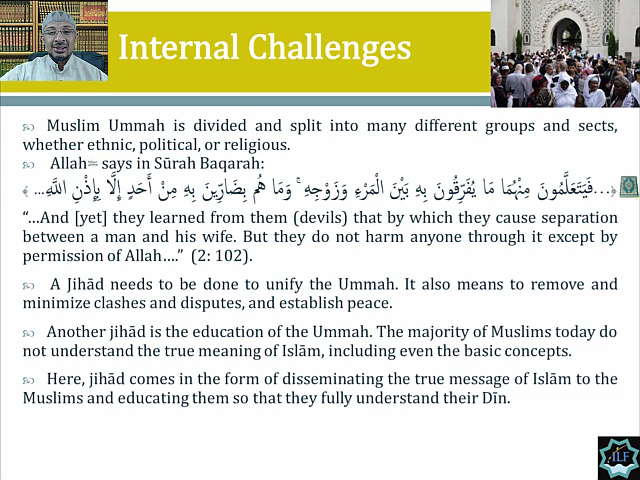 Internal Challenges
Muslim Ummah is divided and split into many different groups and sects,
whether ethnic, political, or religious.
Allah says in Sūrah Baqarah:
﴿...فَيَتَعَلَّمُونَ مِنْهُمَا مَا يُفَرِّقُونَ بِهِ بَيْنَ الْمَرْءِ وَزَوْجِهِ ۚ وَمَا هُم بِضَارِّينَ بِهِ مِنْ أَحَدٍ إِلَّا بِإِذْنِ اللَّهِ...﴾
“...And [yet] they learned from them (devils) that by which they cause separation
between a man and his wife. But they do not harm anyone through it except by
permission of Allah....” (2: 102).
A Jihād needs to be done to unify the Ummah. It also means to remove and
minimize clashes and disputes, and establish peace.
Another jihād is the education of the Ummah. The majority of Muslims today do
not understand the true meaning of Islām, including even the basic concepts.
Here, jihād comes in the form of disseminating the true message of Islām to the
Muslims and educating them so that they fully understand their Dīn.
ILF